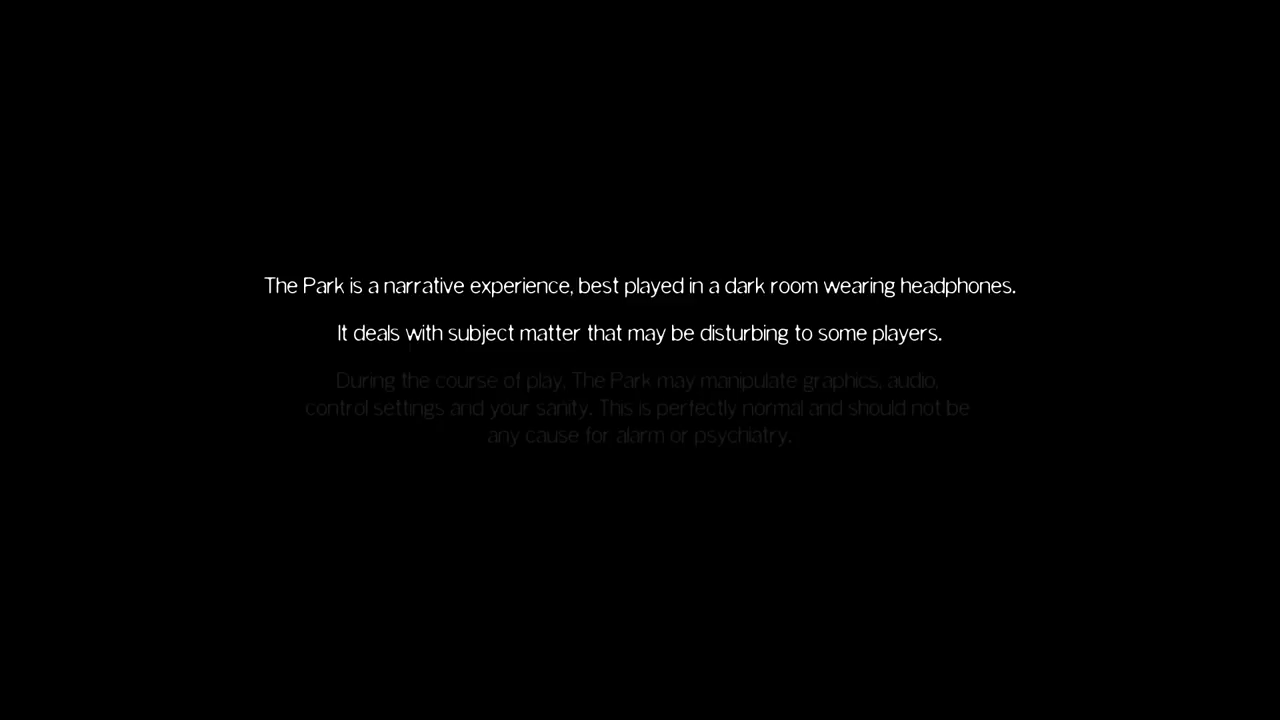 The Park is a narrative experience, best played in a dark room wearing headphones.
It deals with subject matter that may be disturbing to some players.
During the course of play, The Park may manipulate graphics, audio,
control settings and your sanity. This is perfectly normal and should not be
any cause for alarm or psychiatry.